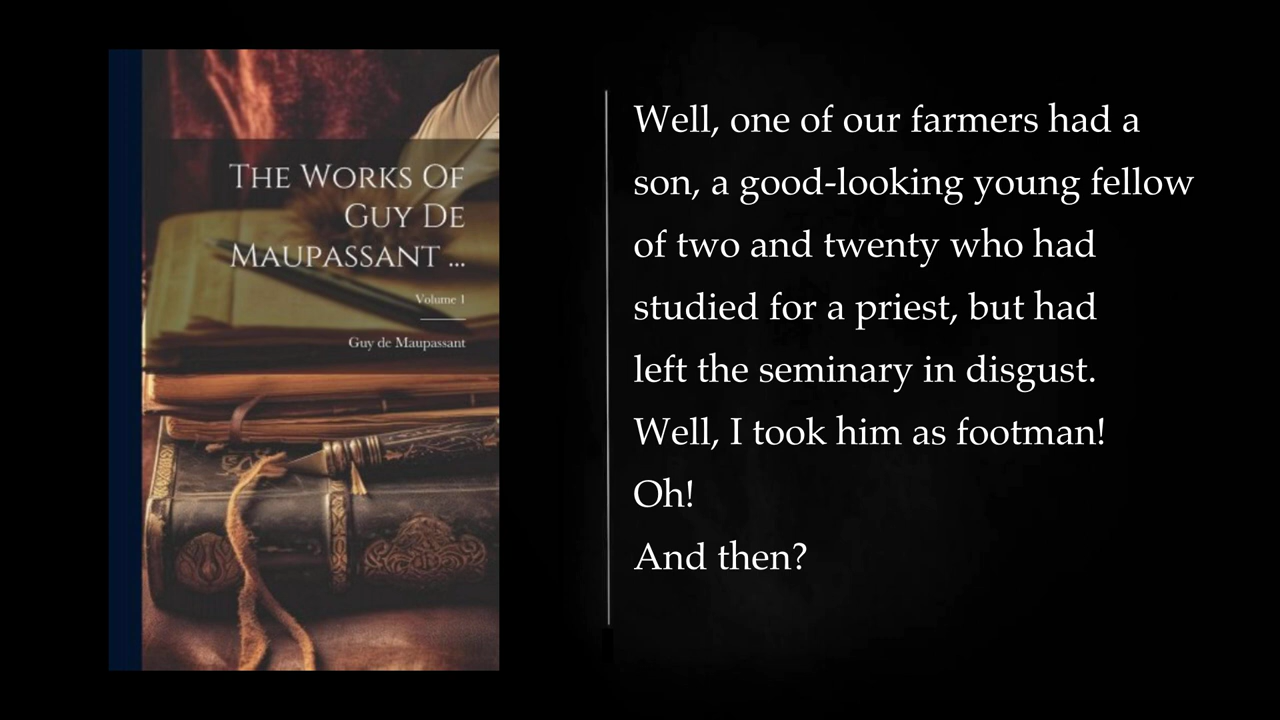 The Works Of
Guy De
Maupassant ...
Volume 1
Guy de Maupassant
Well, one of our farmers had a
son, a good-looking young fellow
of two and twenty who had
studied for a priest, but had
left the seminary in disgust.
Well, I took him as footman!
Oh!
And then?